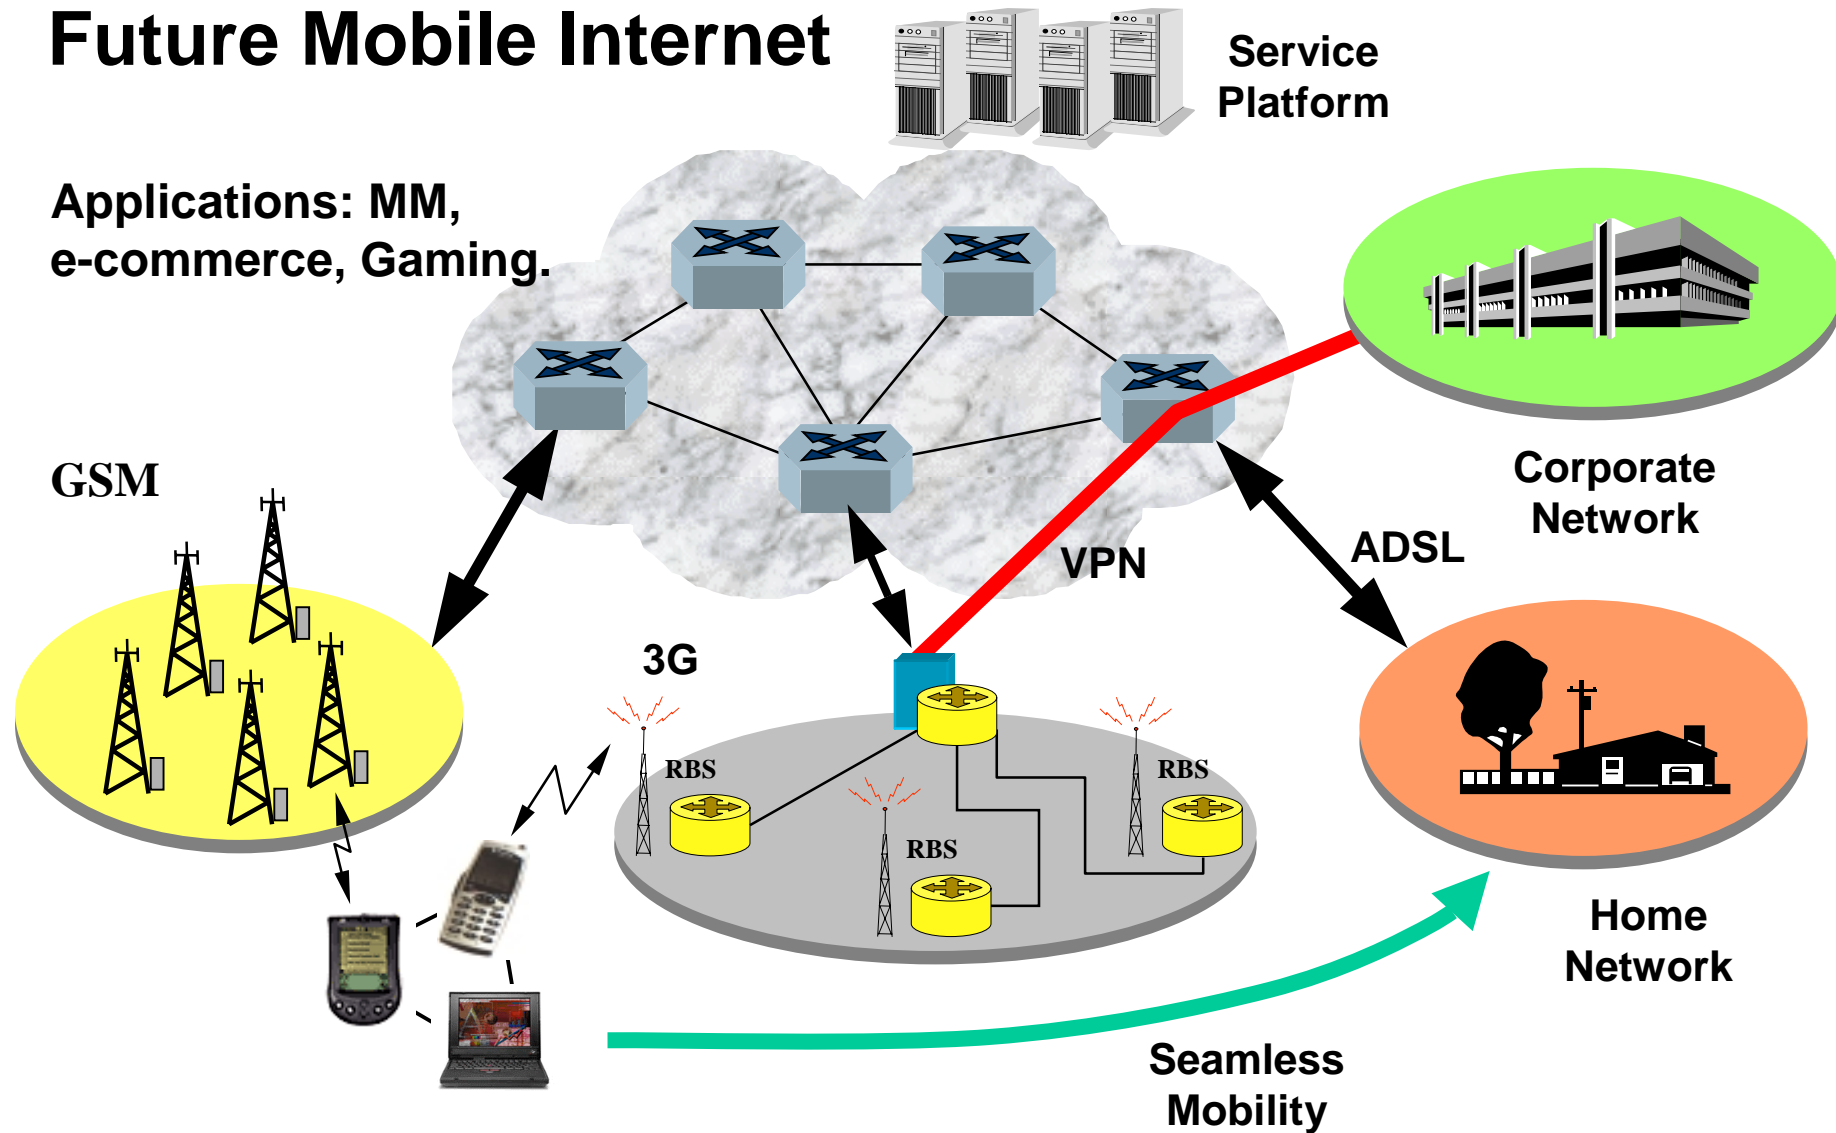 Future Mobile Internet
Service
Platform
Applications: MM,
e-commerce, Gaming.
GSM
Corporate
Network
VPN
ADSL
3G
RBS
RBS
RBS
Home
Network
Seamless
Mobility